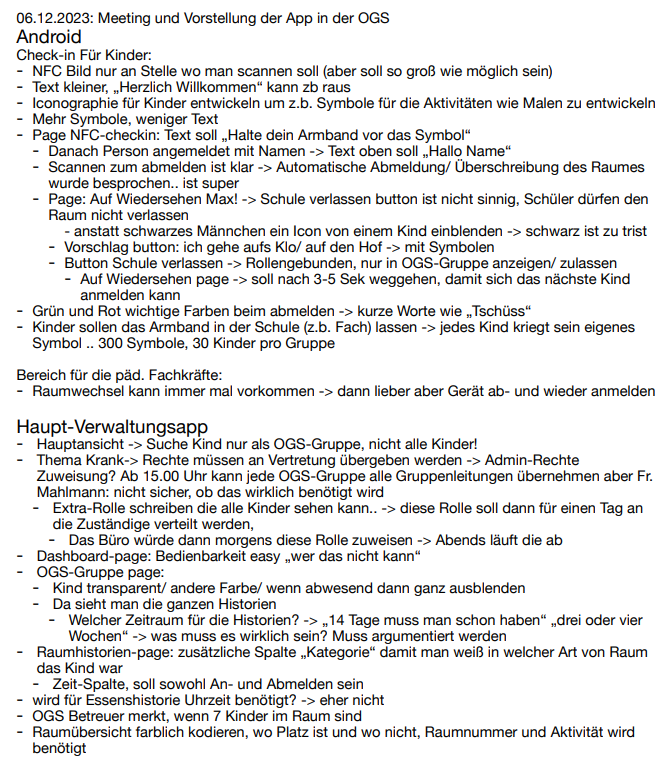 06.12.2023: Meeting und Vorstellung der App in der OGS
Android
Check-in Für Kinder:
- NFC Bild nur an Stelle wo man scannen soll (aber soll so groß wie möglich sein)
- Text kleiner, „Herzlich Willkommen“ kann zb raus
- Iconographie für Kinder entwickeln um z.b. Symbole für die Aktivitäten wie Malen zu entwickeln
- Mehr Symbole, weniger Text
- Page NFC-checkin: Text soll „Halte dein Armband vor das Symbol“
- Danach Person angemeldet mit Namen -> Text oben soll „Hallo Name“
- Scannen zum abmelden ist klar -> Automatische Abmeldung/ Überschreibung des Raumes
wurde besprochen.. ist super
- Page: Auf Wiedersehen Max! -> Schule verlassen button ist nicht sinnig, Schüler dürfen den
Raum nicht verlassen
- anstatt schwarzes Männchen ein Icon von einem Kind einblenden -> schwarz ist zu trist
- Vorschlag button: ich gehe aufs Klo/ auf den Hof -> mit Symbolen
- Button Schule verlassen -> Rollengebunden, nur in OGS-Gruppe anzeigen/ zulassen
- Auf Wiedersehen page -> soll nach 3-5 Sek weggehen, damit sich das nächste Kind
anmelden kann
- Grün und Rot wichtige Farben beim abmelden -> kurze Worte wie „Tschüss“
- Kinder sollen das Armband in der Schule (z.b. Fach) lassen -> jedes Kind kriegt sein eigenes
Symbol .. 300 Symbole, 30 Kinder pro Gruppe
Bereich für die päd. Fachkräfte:
- Raumwechsel kann immer mal vorkommen -> dann lieber aber Gerät ab- und wieder anmelden
Haupt-Verwaltungsapp
- Hauptansicht -> Suche Kind nur als OGS-Gruppe, nicht alle Kinder!
- Thema Krank-> Rechte müssen an Vertretung übergeben werden -> Admin-Rechte
Zuweisung? Ab 15.00 Uhr kann jede OGS-Gruppe alle Gruppenleitungen übernehmen aber Fr.
Mahlmann: nicht sicher, ob das wirklich benötigt wird
- Extra-Rolle schreiben die alle Kinder sehen kann.. -> diese Rolle soll dann für einen Tag an
die Zuständige verteilt werden,
- Das Büro würde dann morgens diese Rolle zuweisen -> Abends läuft die ab
- Dashboard-page: Bedienbarkeit easy „wer das nicht kann“
- OGS-Gruppe page:
- Kind transparent/ andere Farbe/ wenn abwesend dann ganz ausblenden
- Da sieht man die ganzen Historien
- Welcher Zeitraum für die Historien? -> „14 Tage muss man schon haben“ „drei oder vier
Wochen“ -> was muss es wirklich sein? Muss argumentiert werden
- Raumhistorien-page: zusätzliche Spalte „Kategorie“ damit man weiß in welcher Art von Raum
das Kind war
- Zeit-Spalte, soll sowohl An- und Abmelden sein
- wird für Essenshistorie Uhrzeit benötigt? -> eher nicht
- OGS Betreuer merkt, wenn 7 Kinder im Raum sind
- Raumübersicht farblich kodieren, wo Platz ist und wo nicht, Raumnummer und Aktivität wird
benötigt